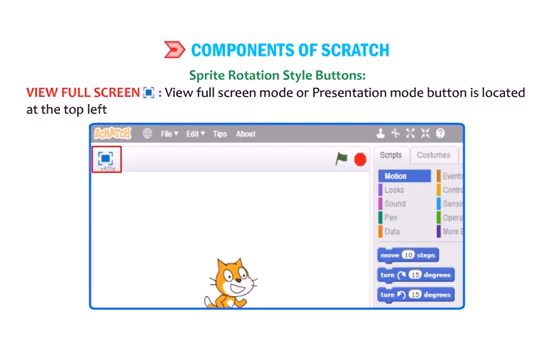 COMPONENTS OF SCRATCH
Sprite Rotation Style Buttons:
VIEW FULL SCREEN : View full screen mode or Presentation mode button is located
at the top left
SCRATCH File Edit Tips About
Scripts Costumes
Motion
Looks
Sound
Pen
Data
Events
More
move 10 steps
turn 15 degrees
turn 15 degrees